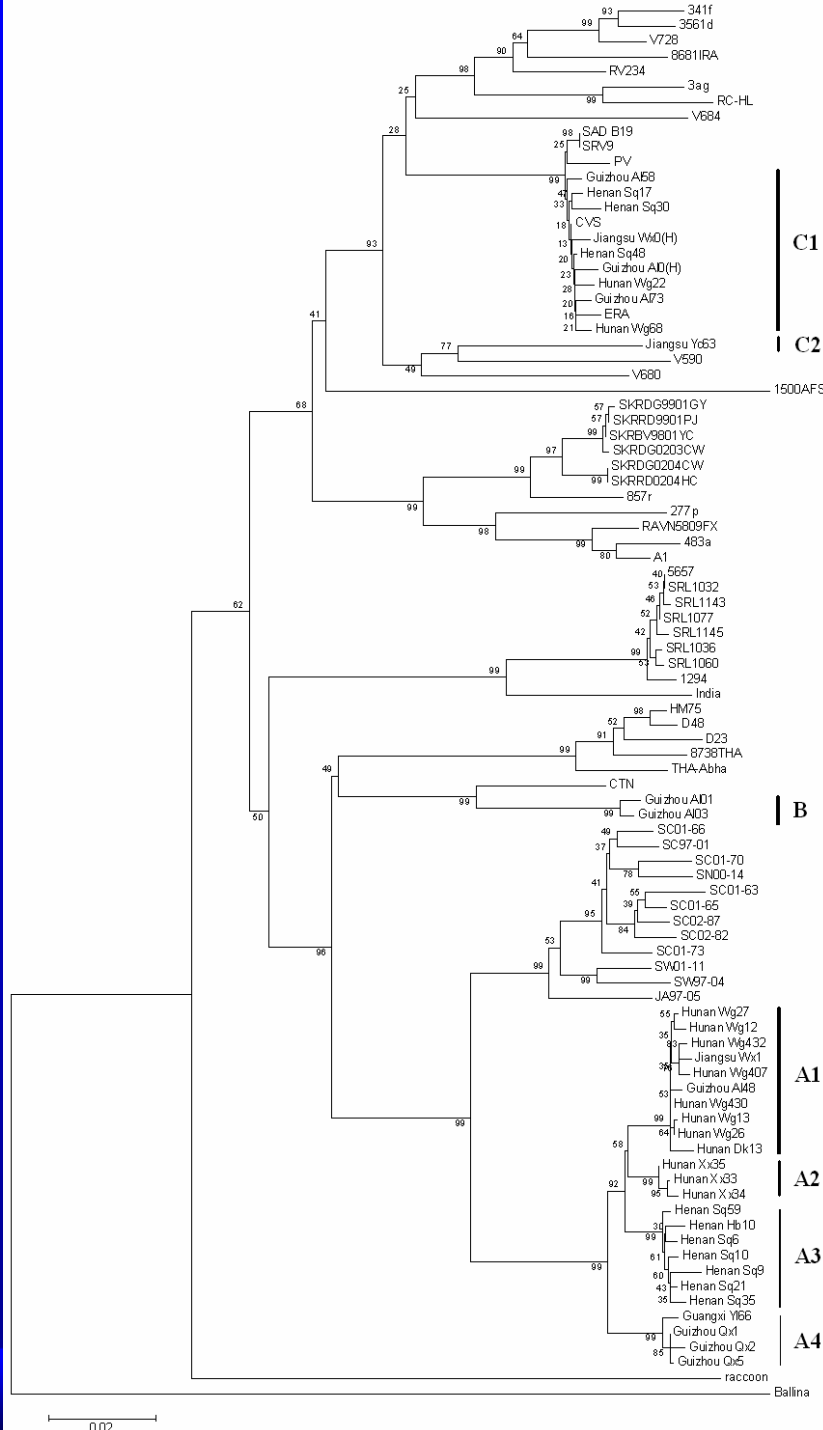 341f
3561d
V728
8681IRA
RV234
3ag
RC-HL
V684
SAD B19
SRV9
PV
Guizhou Al58
Henan Sq17
Henan Sq30
CVS
Jiangsu Wx0(H)
Henan Sq48
Guizhou Al0(H)
Hunan Wg22
Guizhou Al73
ERA
Hunan Wg68
C1
Jiangsu Yc63
C2
V590
V680
1500AFS
SKRDG9901GY
SKRRD9901PJ
SKRBV9801YC
SKRDG0203CW
SKRDG0204CW
SKRRD0204HC
857r
277p
RAVN5809FX
483a
A1
5657
SRL1032
SRL1143
SRL1077
SRL1145
SRL1036
SRL1060
1294
India
HM75
D48
D23
8738THA
THA-Abha
CTN
Guizhou Al01
Guizhou Al03
B
SC01-66
SC97-01
SC01-70
SN00-14
SC01-63
SC01-65
SC02-87
SC02-82
SC01-73
SW01-11
SW97-04
JA97-05
Hunan Wg27
Hunan Wg12
Hunan Wg432
Jiangsu Wx1
Hunan Wg407
Guizhou Al48
Hunan Wg430
Hunan Wg13
Hunan Wg26
Hunan Dk13
A1
Hunan Xx35
Hunan Xx33
Hunan Xx34
A2
Henan Sq59
Henan Hb10
Henan Sq6
Henan Sq10
Henan Sq9
Henan Sq21
Henan Sq35
A3
Guangxi Yl66
Guizhou Qx1
Guizhou Qx2
Guizhou Qx5
A4
raccoon
Ballina
0.02